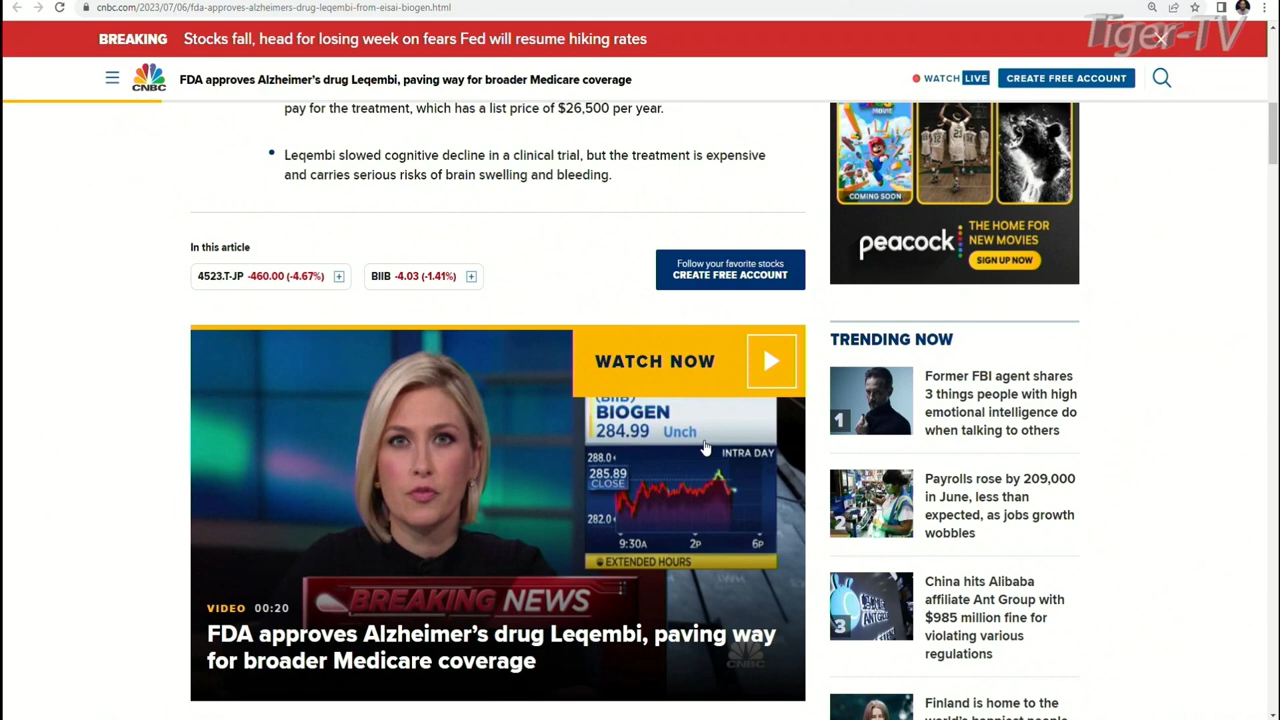 cnbc.com/2023/07/06/fda-approves-alzheimers-drug-leqembi-from-eisai-biogen.html
Tiger-TV
BREAKING Stocks fall, head for losing week on fears Fed will resume hiking rates
CNBC
FDA approves Alzheimer's drug Leqembi, paving way for broader Medicare coverage
WATCH LIVE
CREATE FREE ACCOUNT
pay for the treatment, which has a list price of $26,500 per year.
• Leqembi slowed cognitive decline in a clinical trial, but the treatment is expensive
and carries serious risks of brain swelling and bleeding.
In this article
4523.T-JP -460.00 (-4.67%)
BIIB -4.03 (-1.41%)
Follow your favorite stocks
CREATE FREE ACCOUNT
WATCH NOW
(BIIB)
BIOGEN
284.99 Unch
INTRA DAY
288.0
285.89
CLOSE
282.0
9:30A 2P 6P
EXTENDED HOURS
BREAKING NEWS
VIDEO 00:20
FDA approves Alzheimer's drug Leqembi, paving way
for broader Medicare coverage
CNBC
MOVIE
COMING SOON
23
peacock
THE HOME FOR
NEW MOVIES
SIGN UP NOW
TRENDING NOW
1
Former FBI agent shares
3 things people with high
emotional intelligence do
when talking to others
2
Payrolls rose by 209,000
in June, less than
expected, as jobs growth
wobbles
3
China hits Alibaba
affiliate Ant Group with
$985 million fine for
violating various
regulations
Finland is home to the
world's happiest people